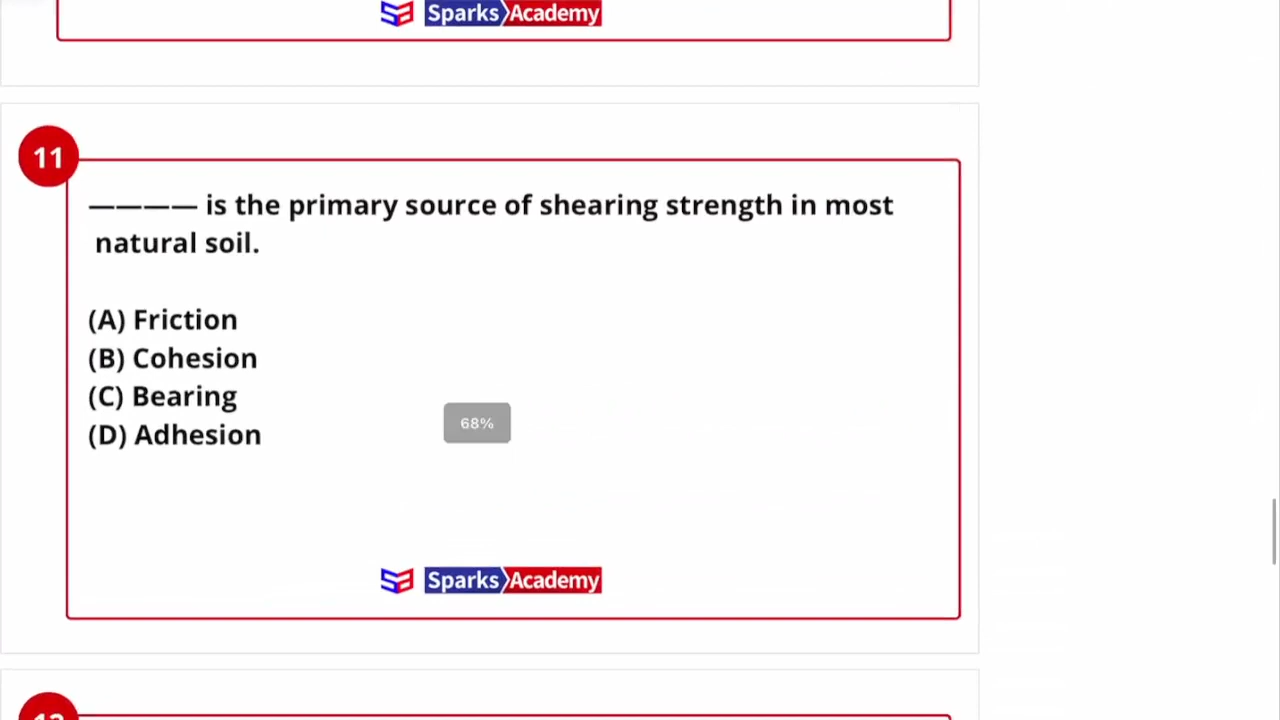 Sparks Academy
11
———— is the primary source of shearing strength in most
natural soil.
(A) Friction
(B) Cohesion
(C) Bearing
(D) Adhesion
68%
Sparks Academy